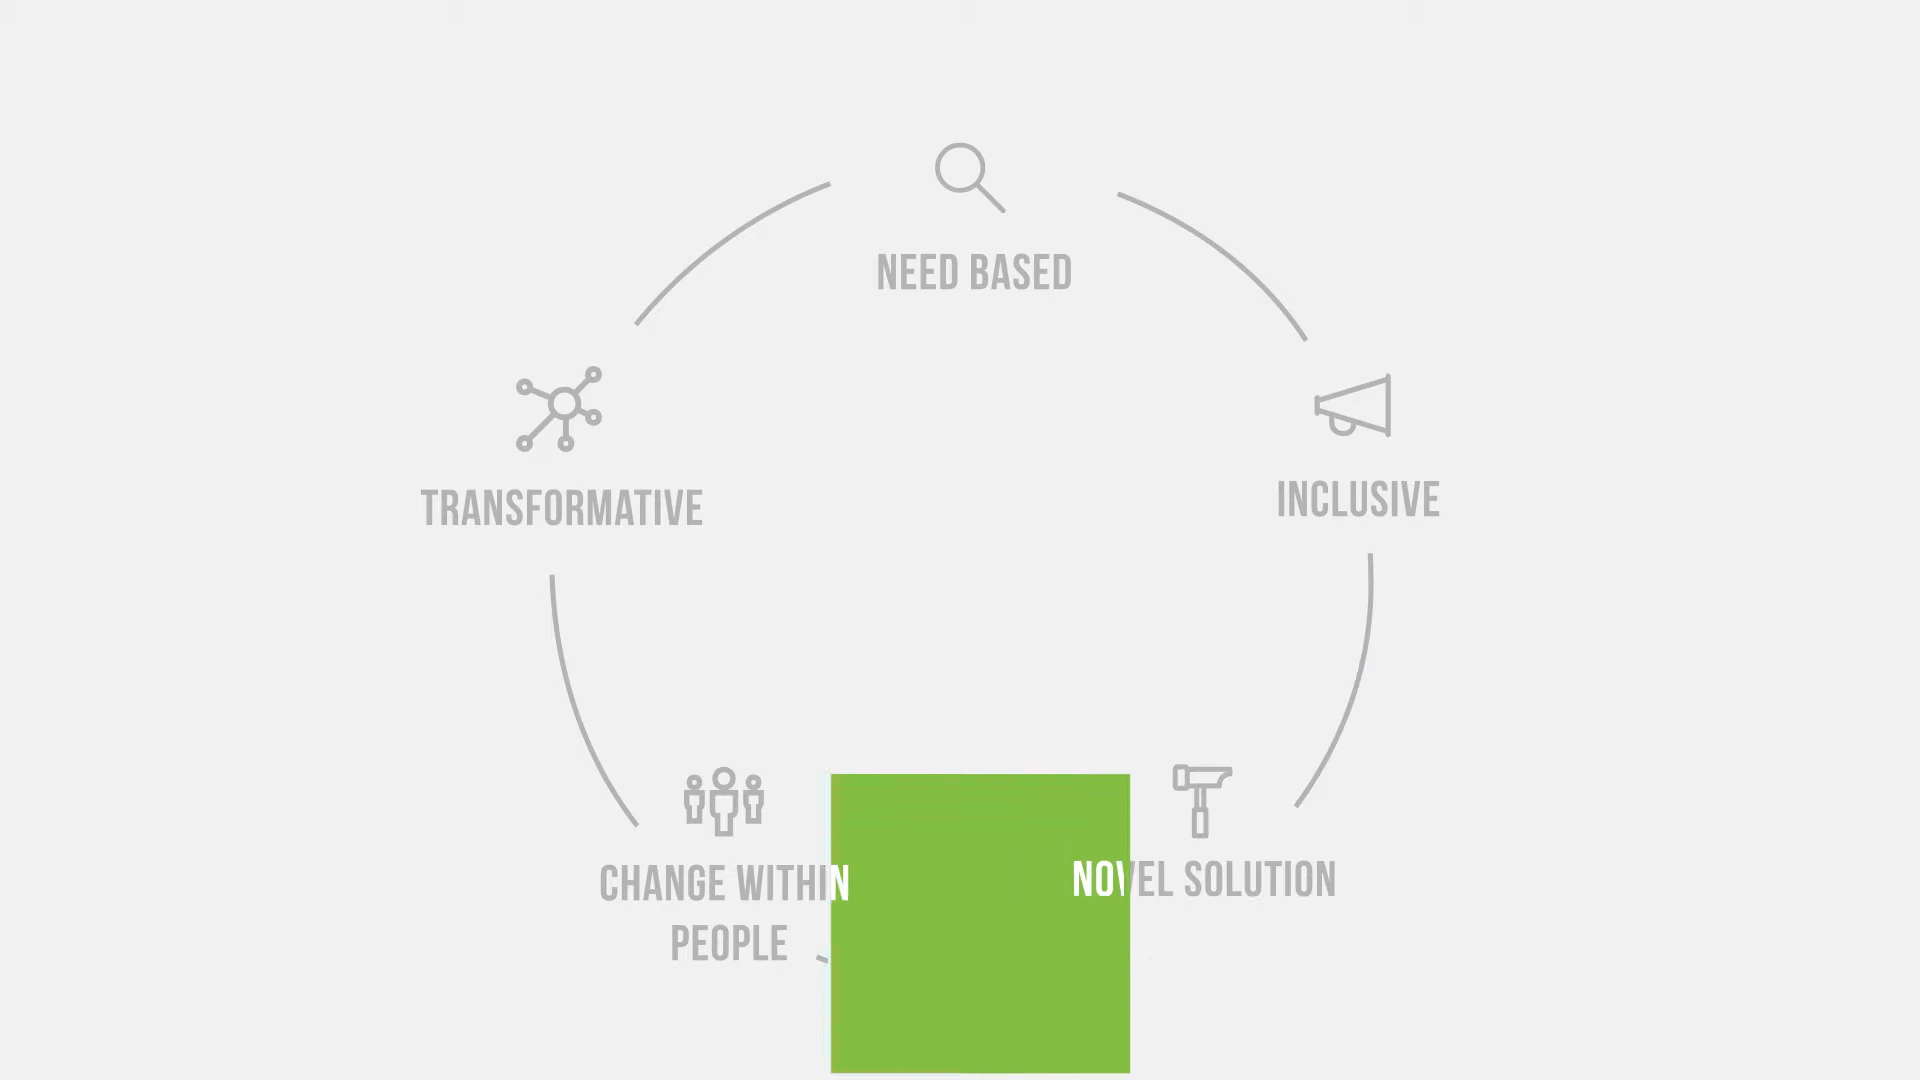 NEED BASED
TRANSFORMATIVE
INCLUSIVE
CHANGE WITHIN
PEOPLE
NOVEL SOLUTION